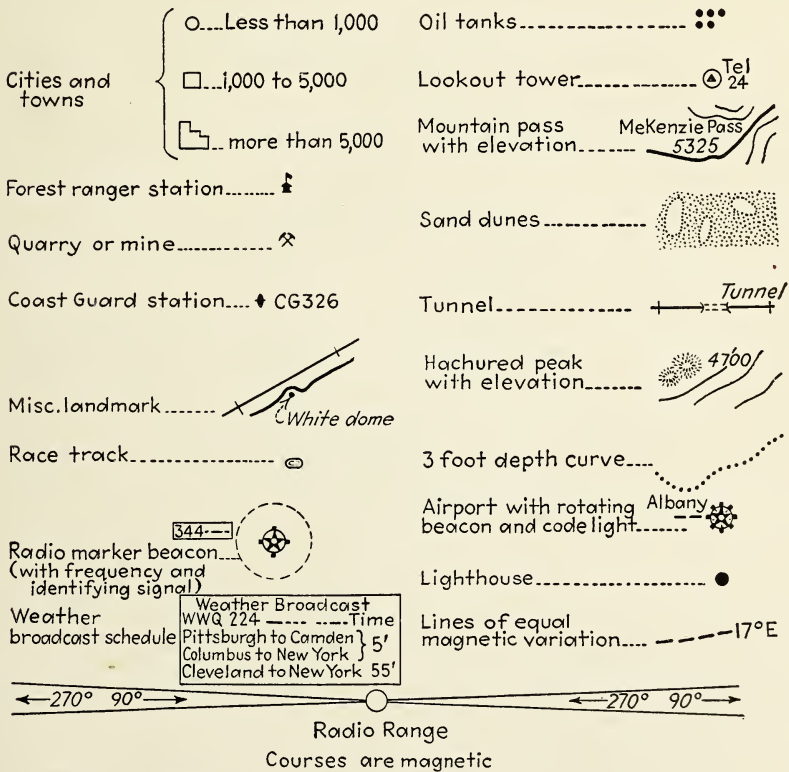 Cities and
towns
Less than 1,000
1,000 to 5,000
more than 5,000
Forest ranger station
Quarry or mine
Coast Guard station CG326
Misc. landmark
White dome
Race track
344
Radio marker beacon
(with frequency and
identifying signal)
Weather
broadcast schedule
Weather Broadcast
WWQ 224 Time
Pittsburgh to Camden
Columbus to New York } 5'
Cleveland to New York 55'
Oil tanks
Lookout tower Tel
24
Mountain pass
with elevation
McKenzie Pass
5325
Sand dunes
Tunnel Tunnel
Hachured peak
with elevation
4700
3 foot depth curve
Airport with rotating
beacon and code light
Albany
Lighthouse
Lines of equal
magnetic variation 17°E
270° 90° 270° 90°
Radio Range
Courses are magnetic